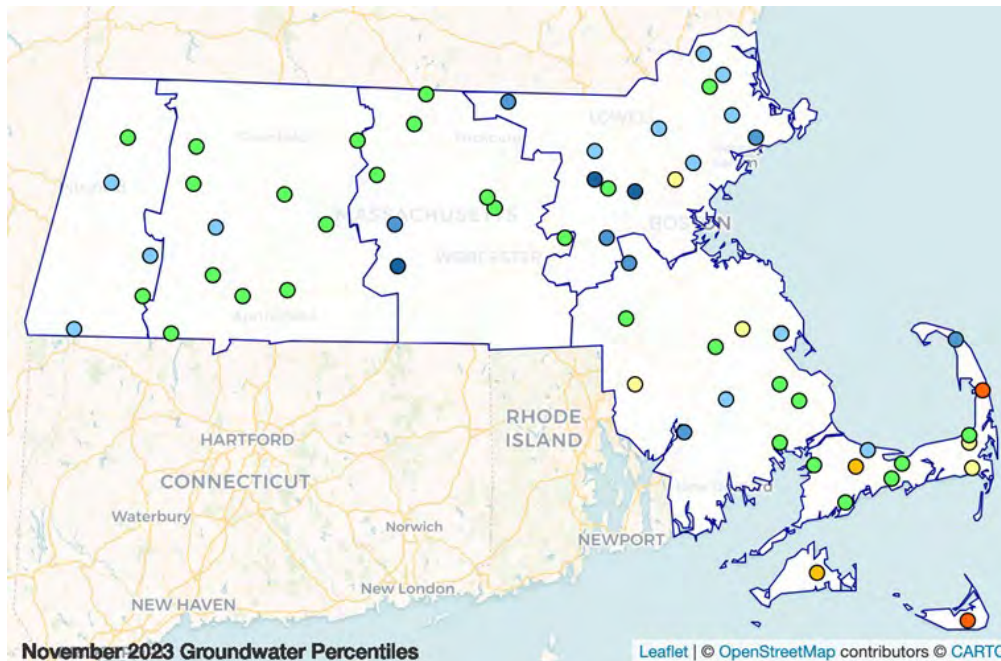 LOWELL
MASSACHUSETTS
BOSTON
WORCESTER
RHODE
ISLAND
HARTFORD
CONNECTICUT
Waterbury
Norwich
NEWPORT
New London
NEW HAVEN
November 2023 Groundwater Percentiles
Leaflet | © OpenStreetMap contributors © CARTO